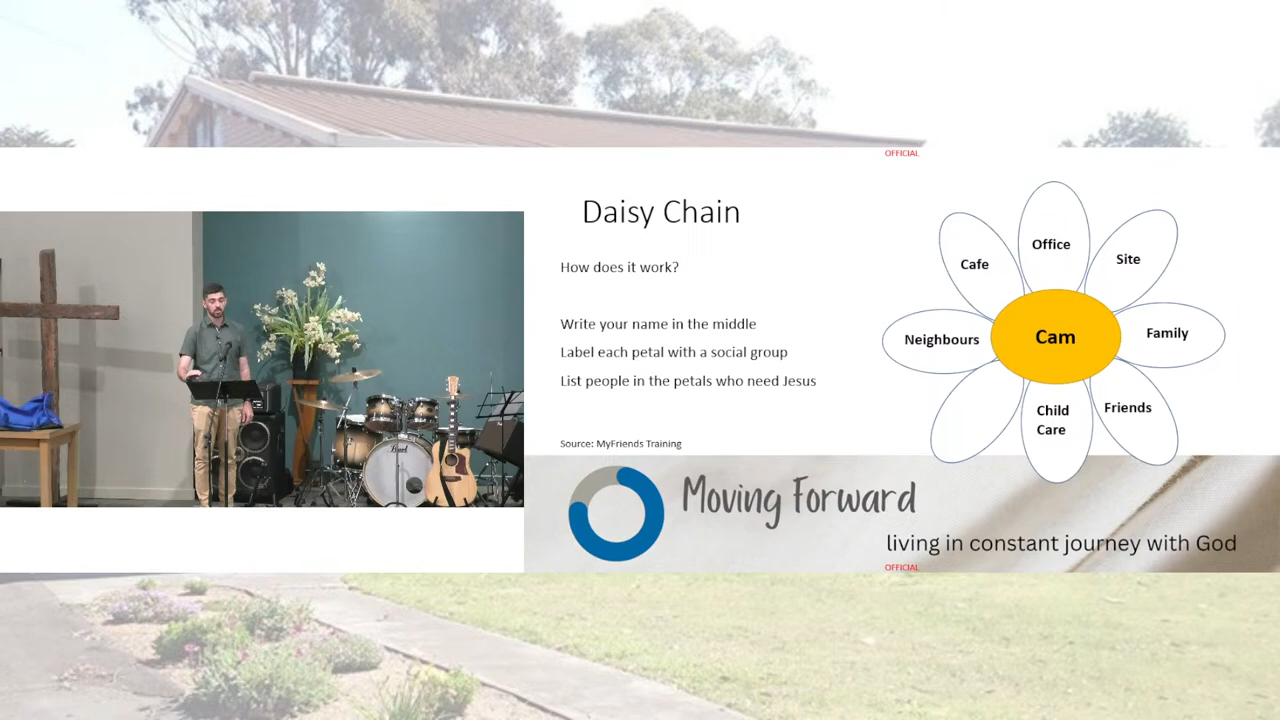 OFFICIAL
Daisy Chain
How does it work?
Write your name in the middle
Label each petal with a social group
List people in the petals who need Jesus
Source: MyFriends Training
Office
Cafe
Site
Neighbours
Cam
Family
Child
Care
Friends
Moving Forward
living in constant journey with God
OFFICIAL
Pearl